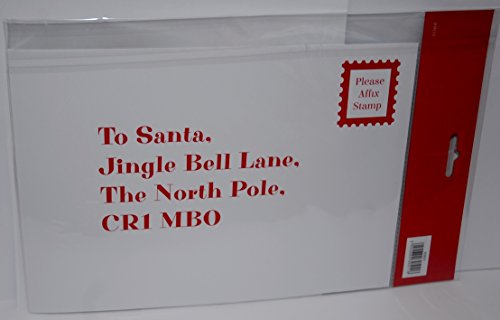 Please
Affix
Stamp
To Santa,
Jingle Bell Lane,
The North Pole,
CR1 MBO